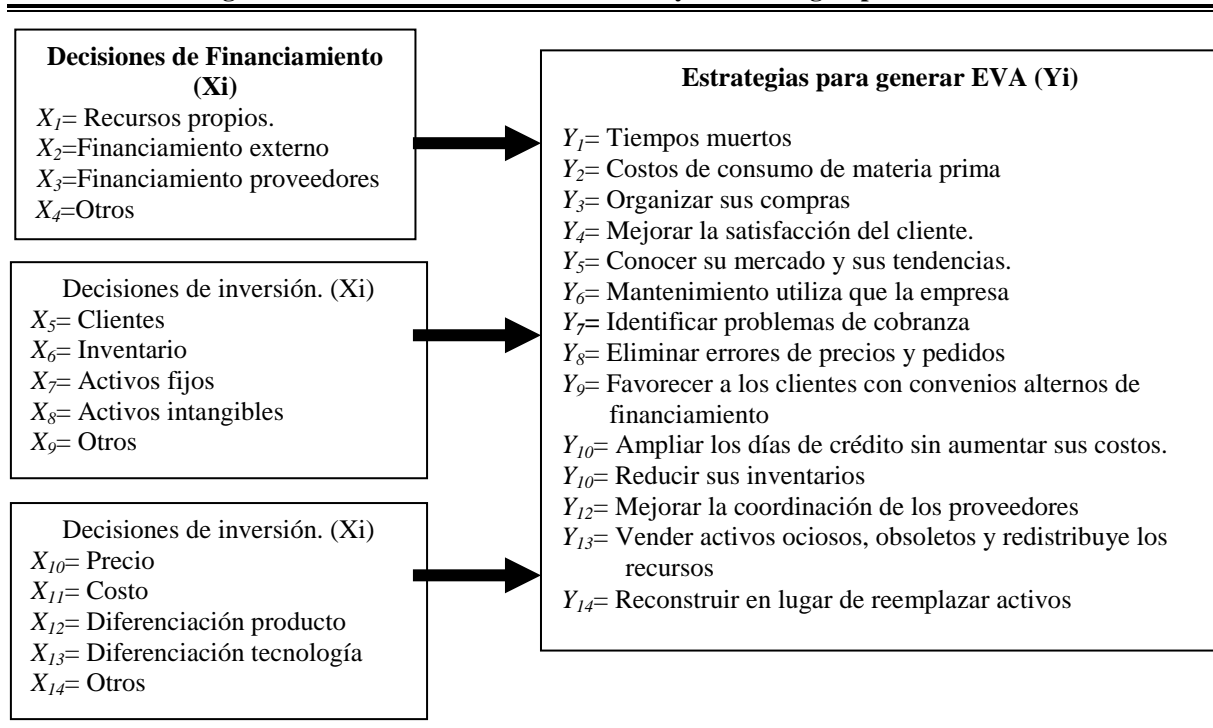 Decisiones de Financiamiento
(Xi)
X1= Recursos propios.
X2=Financiamiento externo
X3=Financiamiento proveedores
X4=Otros
Decisiones de inversión. (Xi)
X5= Clientes
X6= Inventario
X7= Activos fijos
X8= Activos intangibles
X9= Otros
Decisiones de inversión. (Xi)
X10= Precio
X11= Costo
X12= Diferenciación producto
X13= Diferenciación tecnología
X14= Otros
Estrategias para generar EVA (Yi)
Y1= Tiempos muertos
Y2= Costos de consumo de materia prima
Y3= Organizar sus compras
Y4= Mejorar la satisfacción del cliente.
Y5= Conocer su mercado y sus tendencias.
Y6= Mantenimiento utiliza que la empresa
Y7= Identificar problemas de cobranza
Y8= Eliminar errores de precios y pedidos
Y9= Favorecer a los clientes con convenios alternos de
financiamiento
Y10= Ampliar los días de crédito sin aumentar sus costos.
Y10= Reducir sus inventarios
Y12= Mejorar la coordinación de los proveedores
Y13= Vender activos ociosos, obsoletos y redistribuye los
recursos
Y14= Reconstruir en lugar de reemplazar activos